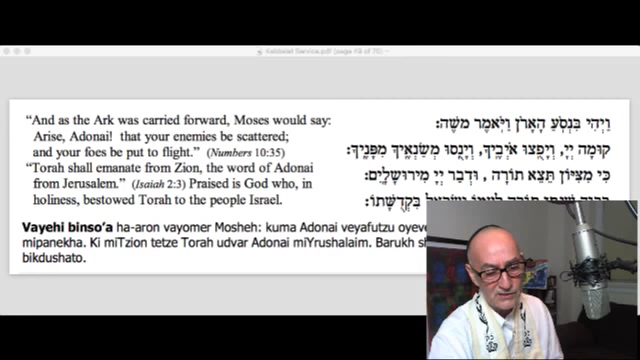 Service.pdf (page of 70)
“And as the Ark was carried forward, Moses would say:
Arise, Adonai! that your enemies be scattered;
and your foes be put to flight.” (Numbers 10:35)
“Torah shall emanate from Zion, the word of Adonai
from Jerusalem.” (Isaiah 2:3) Praised is God who, in
holiness, bestowed Torah to the people Israel.
וַיְהִי בִּנְסֹעַ הָאָרֹן וַיֹּאמֶר מֹשֶׁה:
קוּמָה יְיָ, וְיָפֻצוּ אֹיְבֶיךָ, וְיָנֻסוּ מְשַׂנְאֶיךָ מִפָּנֶיךָ:
כִּי מִצִּיּוֹן תֵּצֵא תוֹרָה, וּדְבַר יְיָ מִירוּשָׁלָיִם:
בִּקְדֻשָּׁתוֹ:
Vayehi binso’a ha-aron vayomer Mosheh: kuma Adonai veyafutzu
mipanekha. Ki miTzion tetze Torah udvar Adonai miYrushalaim. Barukh
bikdushato.